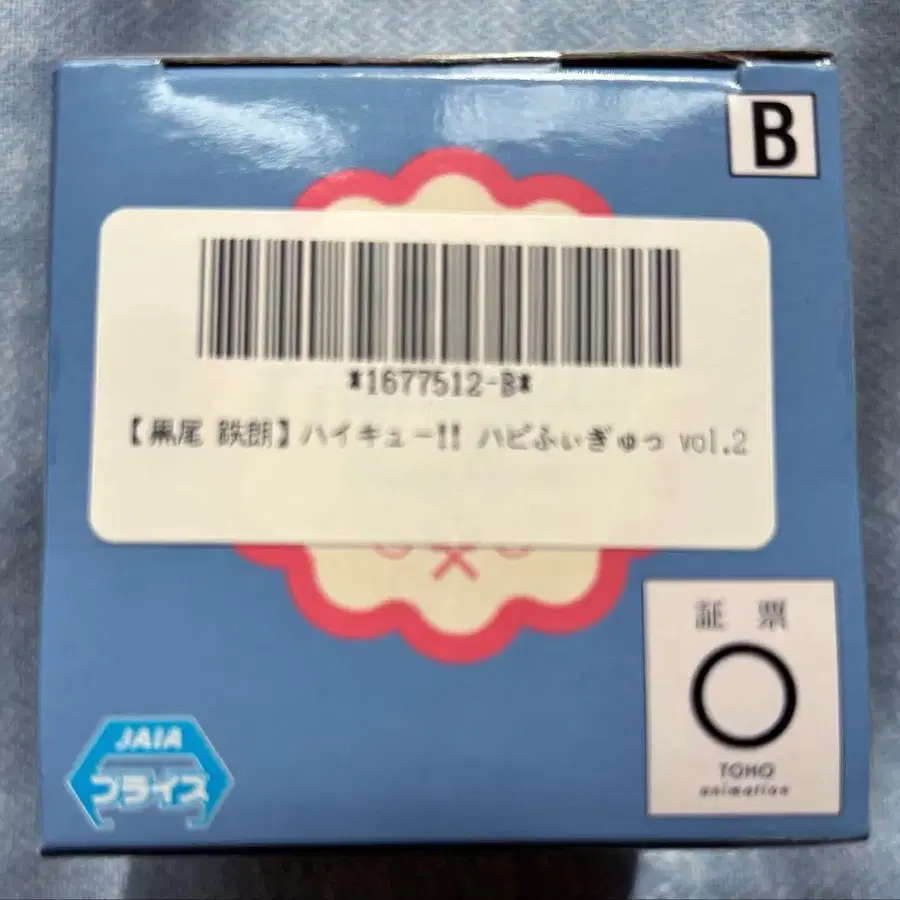 B
*1677512-B*
【黒尾 鉄朗】ハイキュー!! ハピふぃぎゅっ vol.2
証 票
TOHO
animation
JAIA
プライズ